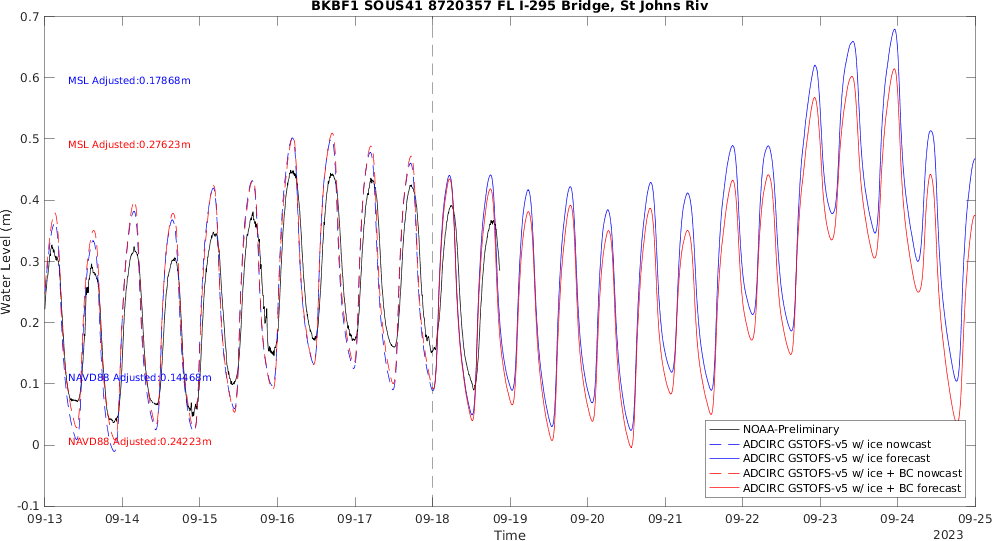 BKBF1 SOUS41 8720357 FL I-295 Bridge, St Johns Riv
0.7
0.6
0.5
0.4
0.3
0.2
0.1
0
-0.1
Water Level (m)
MSL Adjusted:0.17868m
MSL Adjusted:0.27623m
NAVD88 Adjusted:0.14468m
NAVD88 Adjusted:0.24223m
NOAA-Preliminary
ADCIRC GSTOFS-v5 w/ ice nowcast
ADCIRC GSTOFS-v5 w/ ice forecast
ADCIRC GSTOFS-v5 w/ ice + BC nowcast
ADCIRC GSTOFS-v5 w/ ice + BC forecast
09-13 09-14 09-15 09-16 09-17 09-18 09-19 09-20 09-21 09-22 09-23 09-24 09-25
Time
2023